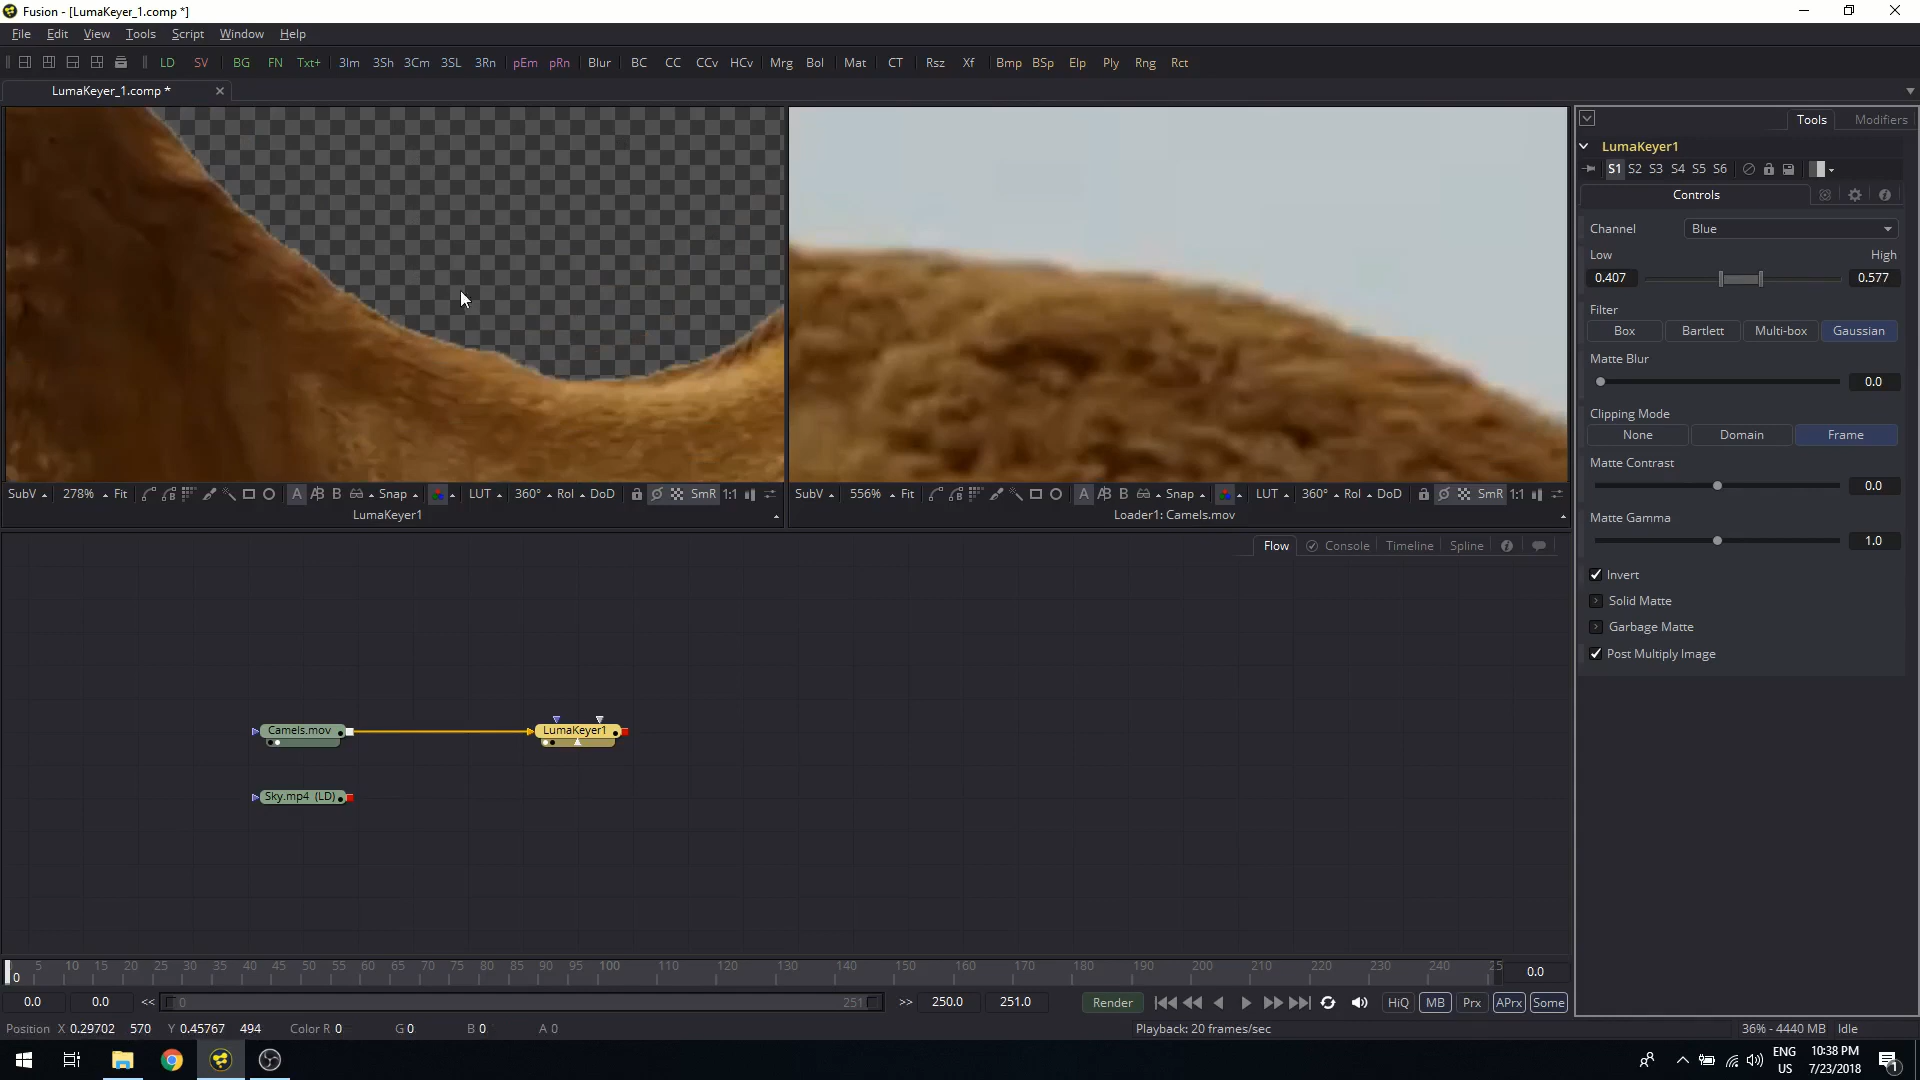 Fusion - [LumaKeyer_1.comp *]
File Edit View Tools Script Window Help
LD SV BG FN Txt+ 3Im 3Sh 3Cm 3SL 3Rn pEm pRn Blur BC CC CCv HCv Mrg Bol Mat CT Rsz Xf Bmp BSp Elp Ply Rng Rct
LumaKeyer_1.comp *
Tools Modifiers
LumaKeyer1
S1 S2 S3 S4 S5 S6
Controls
Channel Blue
Low High
0.407 0.577
Filter
Box Bartlett Multi-box Gaussian
Matte Blur
0.0
Clipping Mode
None Domain Frame
Matte Contrast
0.0
Matte Gamma
1.0
Invert
Solid Matte
Garbage Matte
Post Multiply Image
SubV 278% Fit A B Snap LUT 360° RoI DoD SmR 1:1
LumaKeyer1
SubV 556% Fit A B Snap LUT 360° RoI DoD SmR 1:1
Loader1: Camels.mov
Flow Console Timeline Spline
Camels.mov
LumaKeyer1
Sky.mp4 (LD)
0 5 10 15 20 25 30 35 40 45 50 55 60 65 70 75 80 85 90 95 100 110 120 130 140 150 160 170 180 190 200 210 220 230 240 25
0.0
0.0 0.0 << 0 251 >> 250.0 251.0 Render HiQ MB Prx APrx Some
Position X 0.29702 570 Y 0.45767 494 Color R 0 G 0 B 0 A 0 Playback: 20 frames/sec 36% - 4440 MB Idle
ENG
US
10:38 PM
7/23/2018
1